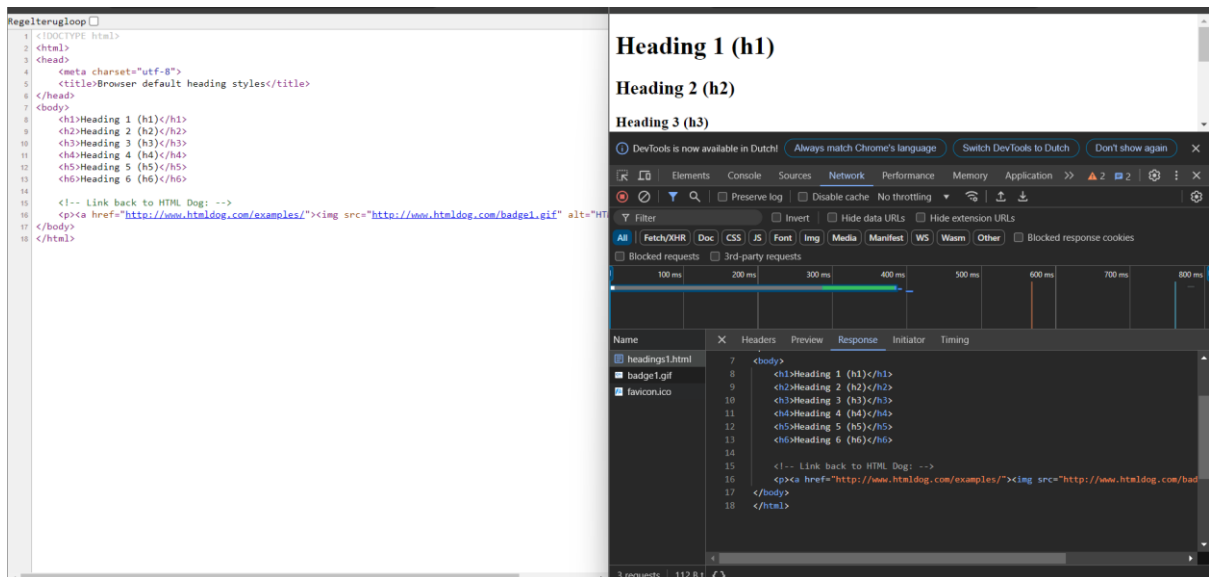 Regelterugloop
1 <!DOCTYPE html>
2 <html>
3 <head>
4 <meta charset="utf-8">
5 <title>Browser default heading styles</title>
6 </head>
7 <body>
8 <h1>Heading 1 (h1)</h1>
9 <h2>Heading 2 (h2)</h2>
10 <h3>Heading 3 (h3)</h3>
11 <h4>Heading 4 (h4)</h4>
12 <h5>Heading 5 (h5)</h5>
13 <h6>Heading 6 (h6)</h6>
14
15 <!-- Link back to HTML Dog: -->
16 <p><a href="http://www.htmldog.com/examples/"><img src="http://www.htmldog.com/badge1.gif" alt="HT
17 </body>
18 </html>
Heading 1 (h1)
Heading 2 (h2)
Heading 3 (h3)
DevTools is now available in Dutch! Always match Chrome's language Switch DevTools to Dutch Don't show again
Elements Console Sources Network Performance Memory Application 2 2
Preserve log Disable cache No throttling
Filter Invert Hide data URLs Hide extension URLs
All Fetch/XHR Doc CSS JS Font Img Media Manifest WS Wasm Other Blocked response cookies
Blocked requests 3rd-party requests
100 ms 200 ms 300 ms 400 ms 500 ms 600 ms 700 ms 800 ms
Name Headers Preview Response Initiator Timing
headings1.html
badge1.gif
favicon.ico
7 <body>
8 <h1>Heading 1 (h1)</h1>
9 <h2>Heading 2 (h2)</h2>
10 <h3>Heading 3 (h3)</h3>
11 <h4>Heading 4 (h4)</h4>
12 <h5>Heading 5 (h5)</h5>
13 <h6>Heading 6 (h6)</h6>
14
15 <!-- Link back to HTML Dog: -->
16 <p><a href="http://www.htmldog.com/examples/"><img src="http://www.htmldog.com/bad
17 </body>
18 </html>
3 requests 112 B t { }